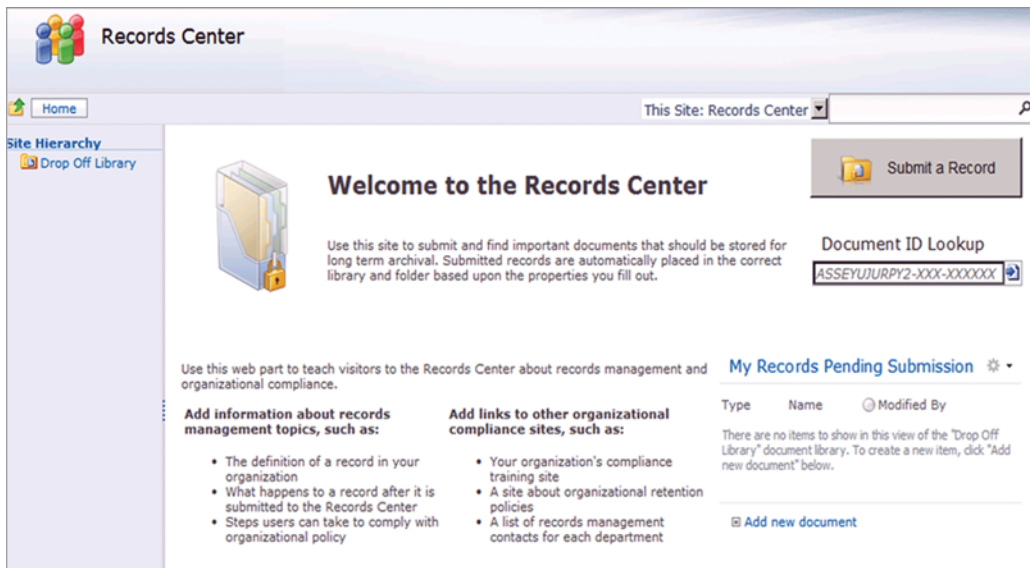 Records Center
Home
This Site: Records Center
Site Hierarchy
Drop Off Library
Welcome to the Records Center
Use this site to submit and find important documents that should be stored for
long term archival. Submitted records are automatically placed in the correct
library and folder based upon the properties you fill out.
Submit a Record
Document ID Lookup
ASSEYUJURPY2-XXX-XXXXXX
Use this web part to teach visitors to the Records Center about records management and
organizational compliance.
Add information about records
management topics, such as:
• The definition of a record in your
organization
• What happens to a record after it is
submitted to the Records Center
• Steps users can take to comply with
organizational policy
Add links to other organizational
compliance sites, such as:
• Your organization's compliance
training site
• A site about organizational retention
policies
• A list of records management
contacts for each department
My Records Pending Submission
Type Name Modified By
There are no items to show in this view of the "Drop Off
Library" document library. To create a new item, click "Add
new document" below.
Add new document